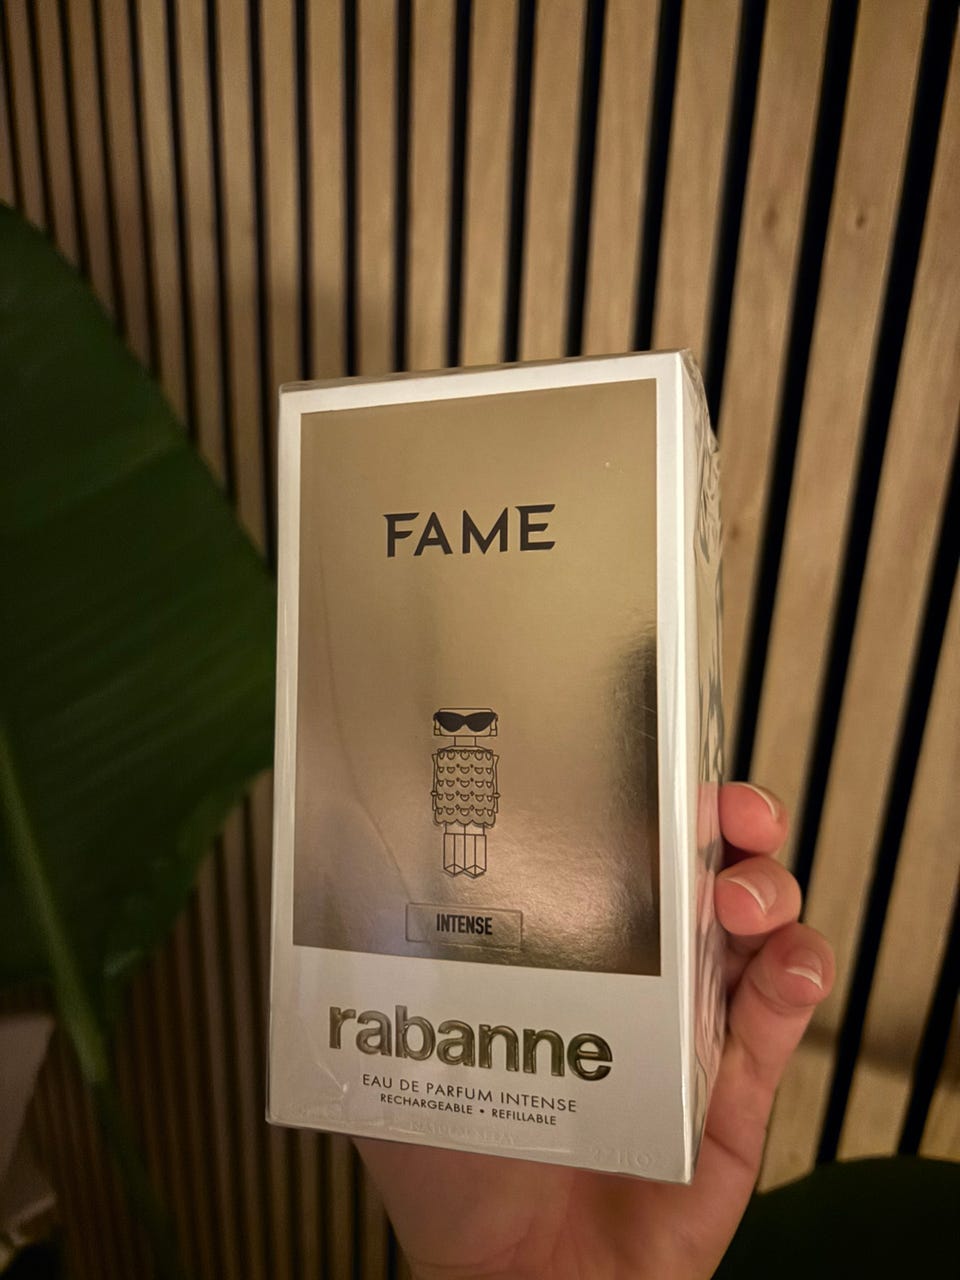 FAME
INTENSE
rabanne
EAU DE PARFUM INTENSE
RECHARGEABLE • REFILLABLE